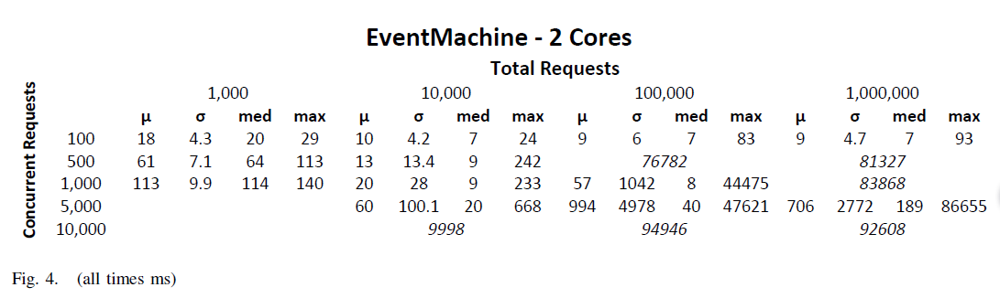 EventMachine - 2 Cores
Total Requests
Concurrent Requests
1,000 10,000 100,000 1,000,000
μ σ med max μ σ med max μ σ med max μ σ med max
100 18 4.3 20 29 10 4.2 7 24 9 6 7 83 9 4.7 7 93
500 61 7.1 64 113 13 13.4 9 242 76782 81327
1,000 113 9.9 114 140 20 28 9 233 57 1042 8 44475 83868
5,000 60 100.1 20 668 994 4978 40 47621 706 2772 189 86655
10,000 9998 94946 92608
Fig. 4. (all times ms)